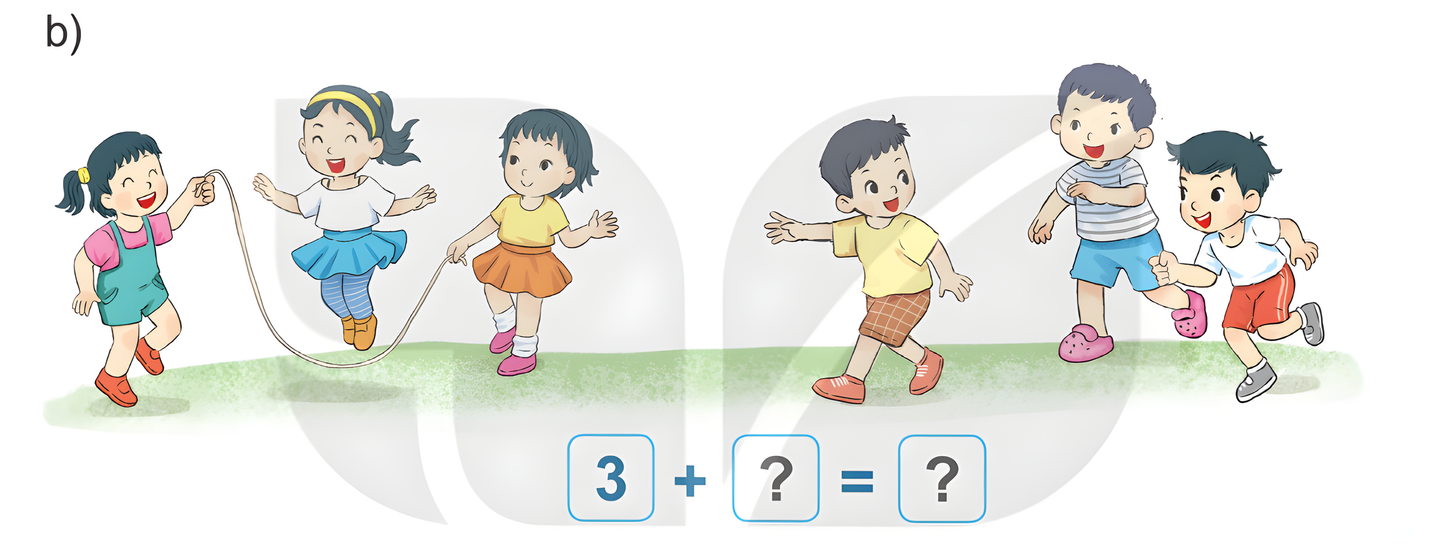 b)
3 + ? = ?